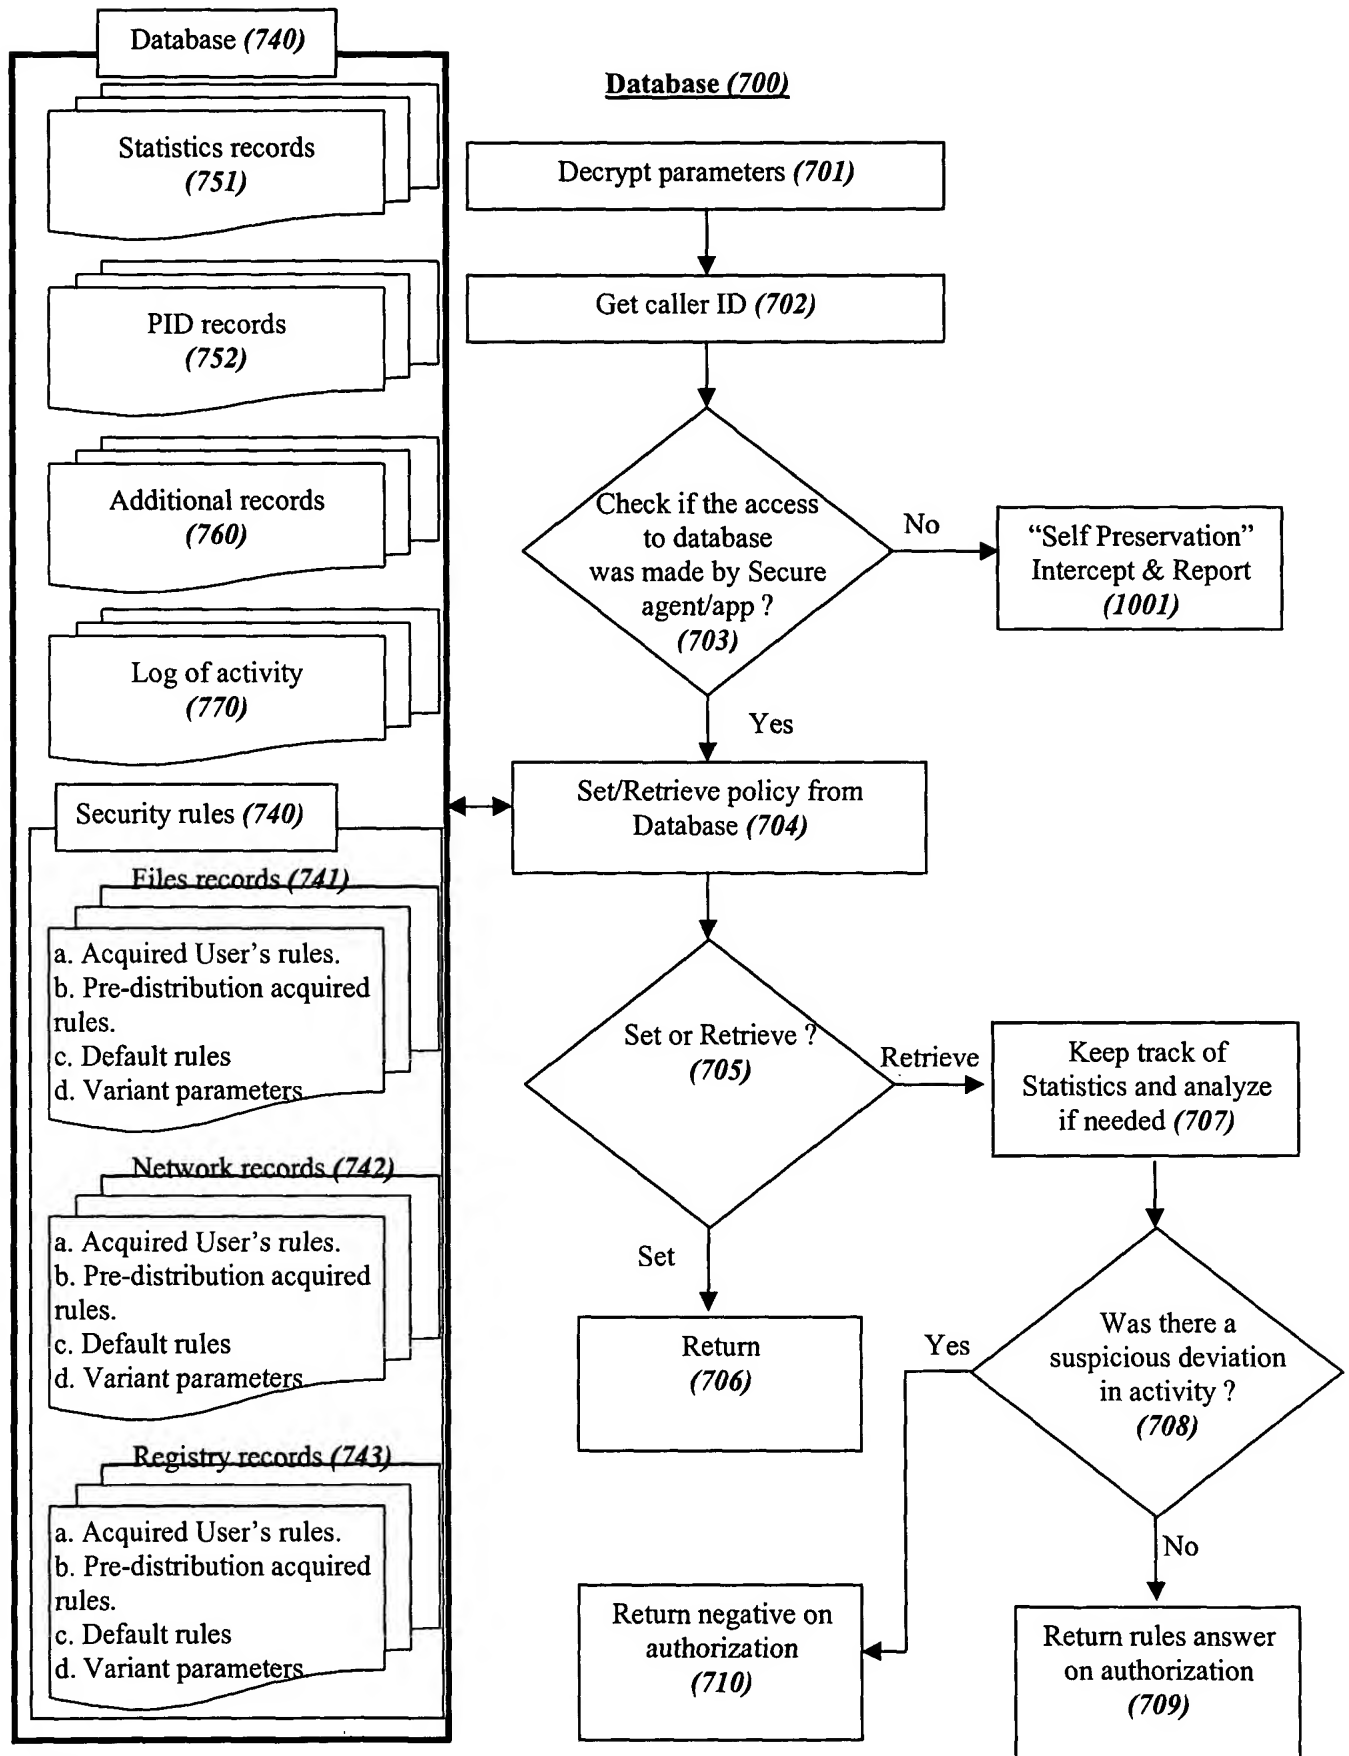 Database (740)
Statistics records
(751)
PID records
(752)
Additional records
(760)
Log of activity
(770)
Security rules (740)
Files records (741)
a. Acquired User's rules.
b. Pre-distribution acquired
rules.
c. Default rules
d. Variant parameters
Network records (742)
a. Acquired User's rules.
b. Pre-distribution acquired
rules.
c. Default rules
d. Variant parameters
Registry records (743)
a. Acquired User's rules.
b. Pre-distribution acquired
rules.
c. Default rules
d. Variant parameters
Database (700)
Decrypt parameters (701)
Get caller ID (702)
Check if the access
to database
was made by Secure
agent/app ?
(703)
No
“Self Preservation”
Intercept & Report
(1001)
Yes
Set/Retrieve policy from
Database (704)
Set or Retrieve ?
(705)
Retrieve
Keep track of
Statistics and analyze
if needed (707)
Set
Return
(706)
Was there a
suspicious deviation
in activity ?
(708)
Yes
No
Return negative on
authorization
(710)
Return rules answer
on authorization
(709)